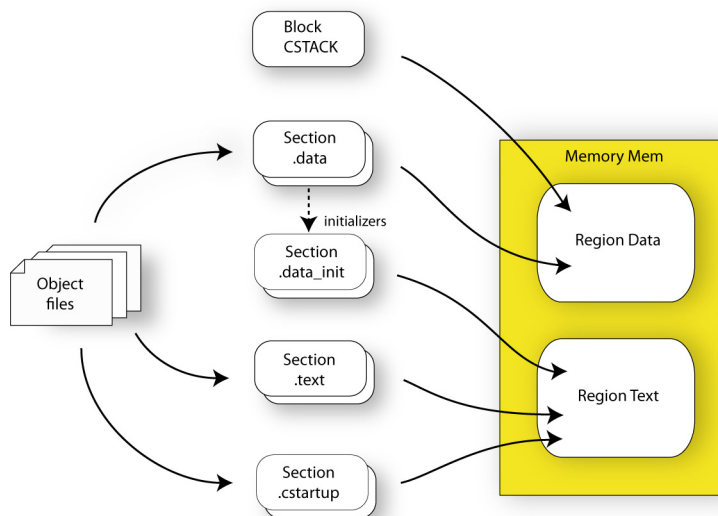 Block
CSTACK
Section
.data
Memory Mem
initializers
Region Data
Section
.data_init
Object
files
Section
.text
Region Text
Section
.cstartup